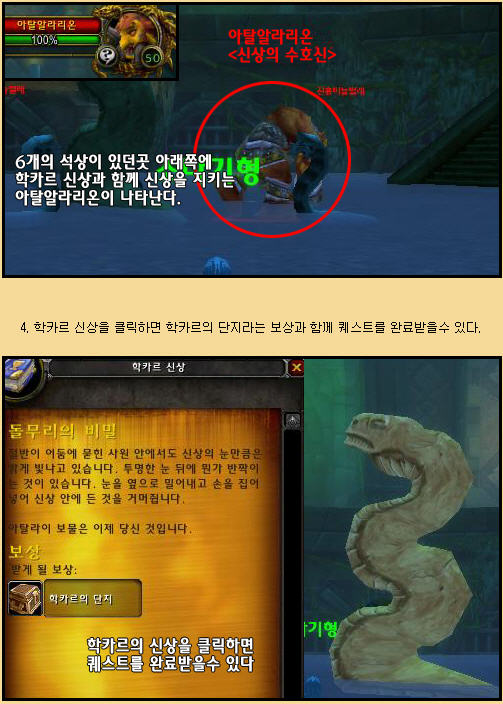 아탈알라리온
100%
50
아탈알라리온
<신상의 수호신>
진흙비늘벌레
기형
6개의 석상이 있던곳 아래쪽에
학카르 신상과 함께 신상을 지키는
아탈알라리온이 나타난다.
4. 학카르 신상을 클릭하면 학카르의 단지라는 보상과 함께 퀘스트를 완료받을수 있다.
학카르 신상
돌무리의 비밀
절반이 어둠에 묻힌 사원 안에서도 신상의 눈만큼은
밝게 빛나고 있습니다. 투명한 눈 뒤에 뭔가 반짝이
는 것이 있습니다. 눈을 옆으로 밀어내고 손을 집어
넣어 신상 안에 든 것을 거머쥡니다.
아탈라이 보물은 이제 당신 것입니다.
보상
받게 될 보상:
학카르의 단지
학카르의 신상을 클릭하면
퀘스트를 완료받을수 있다
가기형